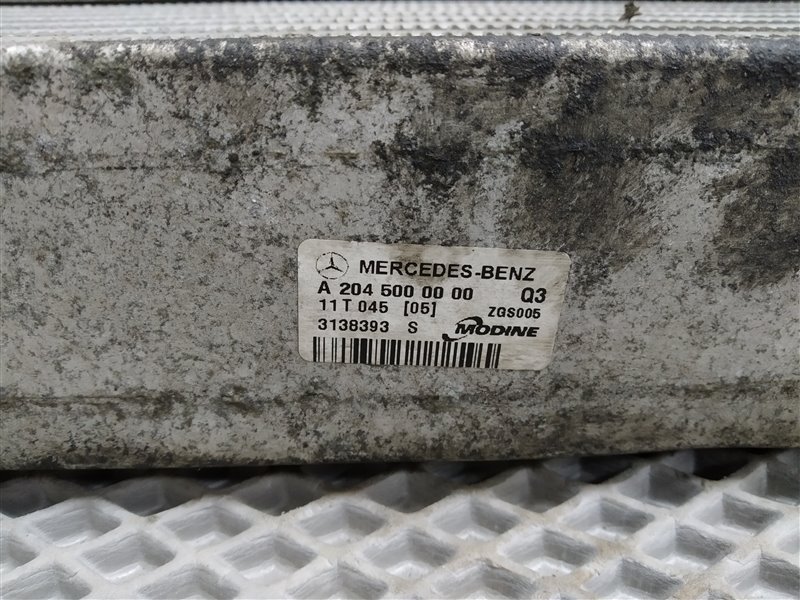 MERCEDES-BENZ
A 204 500 00 00 Q3
11 T 045 [05] ZGS005
3138393 S MODINE